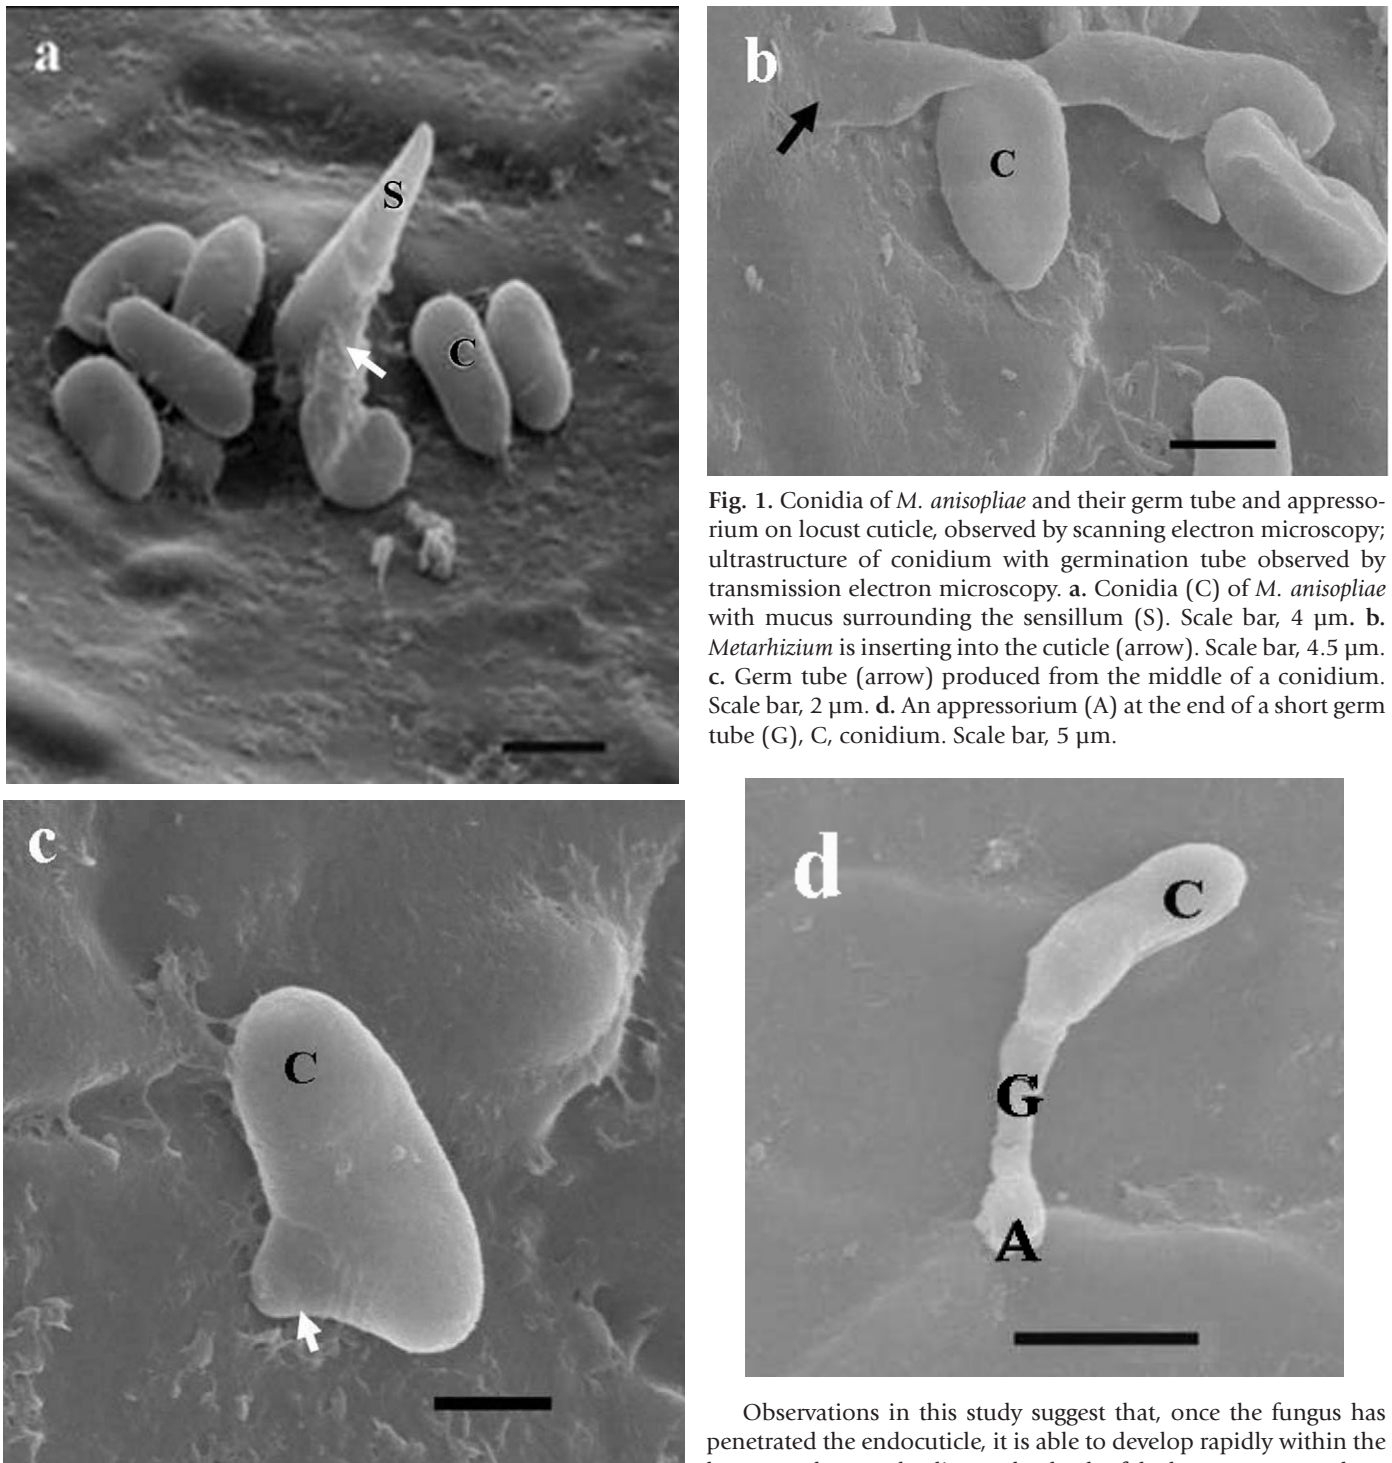 a
S
C
b
C
Fig. 1. Conidia of M. anisopliae and their germ tube and appresso-
rium on locust cuticle, observed by scanning electron microscopy;
ultrastructure of conidium with germination tube observed by
transmission electron microscopy. a. Conidia (C) of M. anisopliae
with mucus surrounding the sensillum (S). Scale bar, 4 µm. b.
Metarhizium is inserting into the cuticle (arrow). Scale bar, 4.5 µm.
c. Germ tube (arrow) produced from the middle of a conidium.
Scale bar, 2 µm. d. An appressorium (A) at the end of a short germ
tube (G), C, conidium. Scale bar, 5 µm.
c
C
d
C
G
A
Observations in this study suggest that, once the fungus has
penetrated the endocuticle, it is able to develop rapidly within the